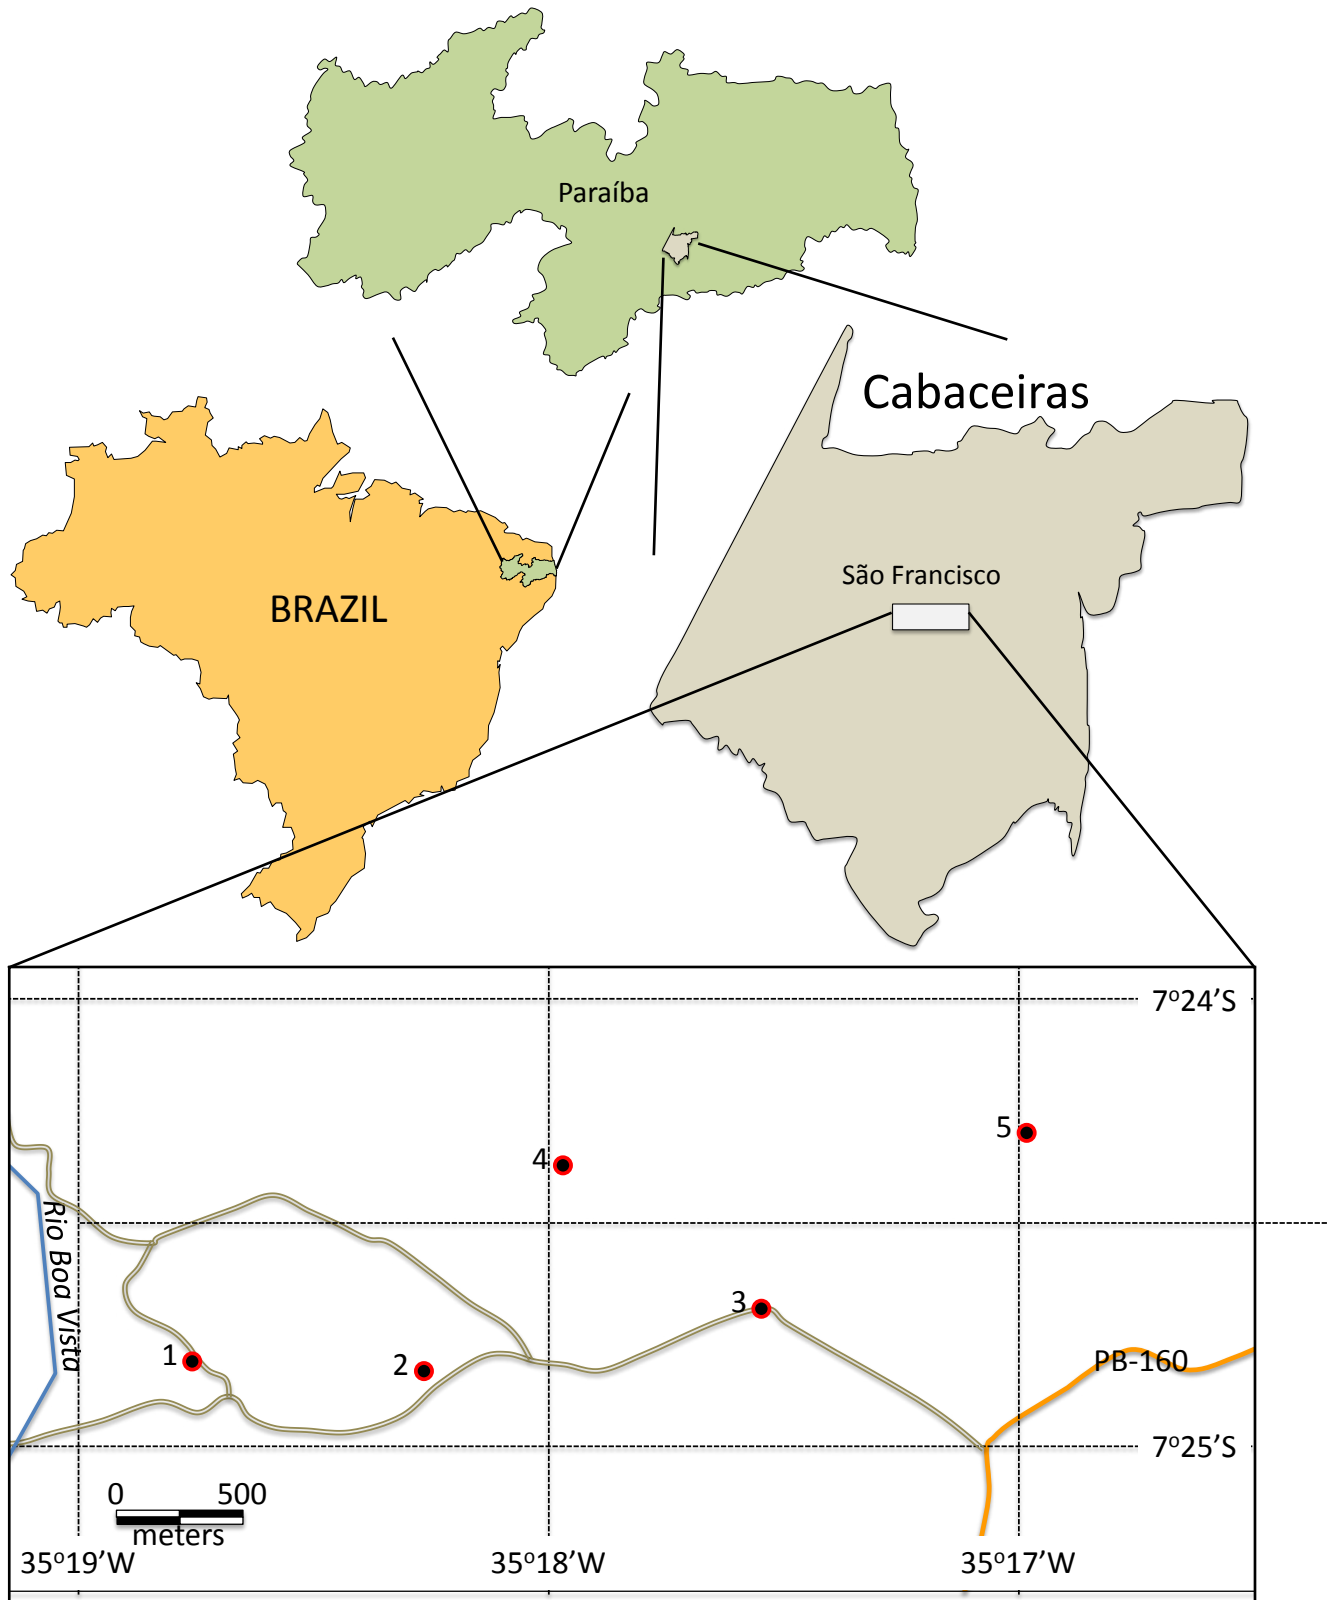 Paraíba
Cabaceiras
São Francisco
BRAZIL
7°24'S
5
4
Rio Boa Vista
3
1
2
PB-160
7°25'S
0 500
meters
35°19'W 35°18'W 35°17'W